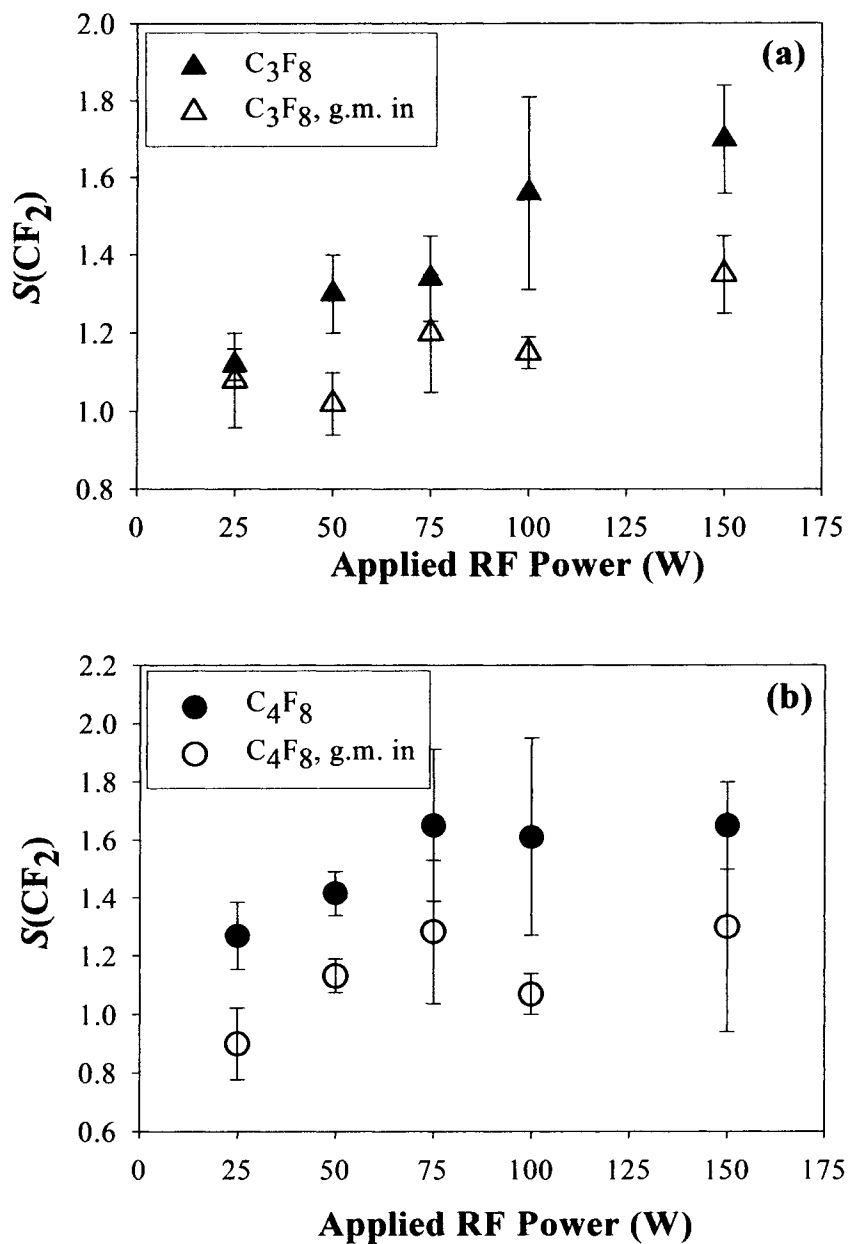 2.0
C3F8
C3F8, g.m. in
(a)
1.8
1.6
1.4
1.2
1.0
0.8
S(CF2)
0 25 50 75 100 125 150 175
Applied RF Power (W)
2.2
C4F8
C4F8, g.m. in
(b)
2.0
1.8
1.6
1.4
1.2
1.0
0.8
0.6
S(CF2)
0 25 50 75 100 125 150 175
Applied RF Power (W)